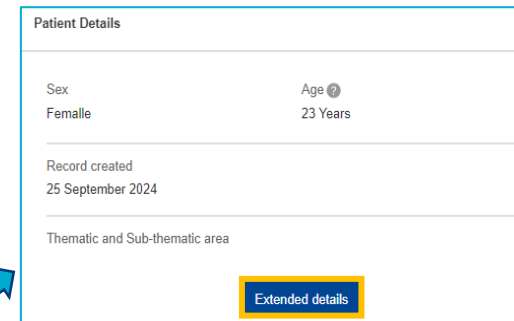 Patient Details
Sex Age ?
Femalle 23 Years
Record created
25 September 2024
Thematic and Sub-thematic area
Extended details